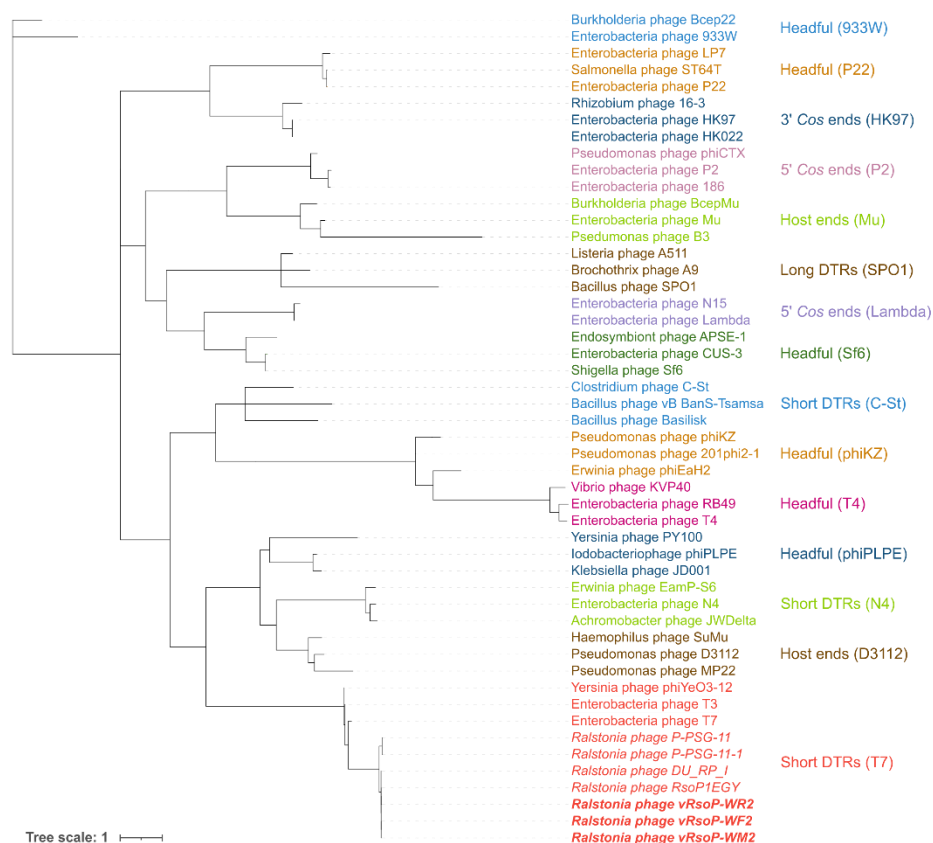 Burkholderia phage Bcep22
Enterobacteria phage 933W
Headful (933W)
Enterobacteria phage LP7
Salmonella phage ST64T
Enterobacteria phage P22
Headful (P22)
Rhizobium phage 16-3
Enterobacteria phage HK97
Enterobacteria phage HK022
3' Cos ends (HK97)
Pseudomonas phage phiCTX
Enterobacteria phage P2
Enterobacteria phage 186
5' Cos ends (P2)
Burkholderia phage BcepMu
Enterobacteria phage Mu
Psedumonas phage B3
Host ends (Mu)
Listeria phage A511
Brochothrix phage A9
Bacillus phage SPO1
Long DTRs (SPO1)
Enterobacteria phage N15
Enterobacteria phage Lambda
5' Cos ends (Lambda)
Endosymbiont phage APSE-1
Enterobacteria phage CUS-3
Shigella phage Sf6
Headful (Sf6)
Clostridium phage C-St
Bacillus phage vB BanS-Tsamsa
Bacillus phage Basilisk
Short DTRs (C-St)
Pseudomonas phage phiKZ
Pseudomonas phage 201phi2-1
Erwinia phage phiEaH2
Headful (phiKZ)
Vibrio phage KVP40
Enterobacteria phage RB49
Enterobacteria phage T4
Headful (T4)
Yersinia phage PY100
Iodobacteriophage phiPLPE
Klebsiella phage JD001
Headful (phiPLPE)
Erwinia phage EamP-S6
Enterobacteria phage N4
Achromobacter phage JWDelta
Short DTRs (N4)
Haemophilus phage SuMu
Pseudomonas phage D3112
Pseudomonas phage MP22
Host ends (D3112)
Yersinia phage phiYeO3-12
Enterobacteria phage T3
Enterobacteria phage T7
Ralstonia phage P-PSG-11
Ralstonia phage P-PSG-11-1
Ralstonia phage DU_RP_I
Ralstonia phage RsoP1EGY
Ralstonia phage vRsoP-WR2
Ralstonia phage vRsoP-WF2
Ralstonia phage vRsoP-WM2
Short DTRs (T7)
Tree scale: 1